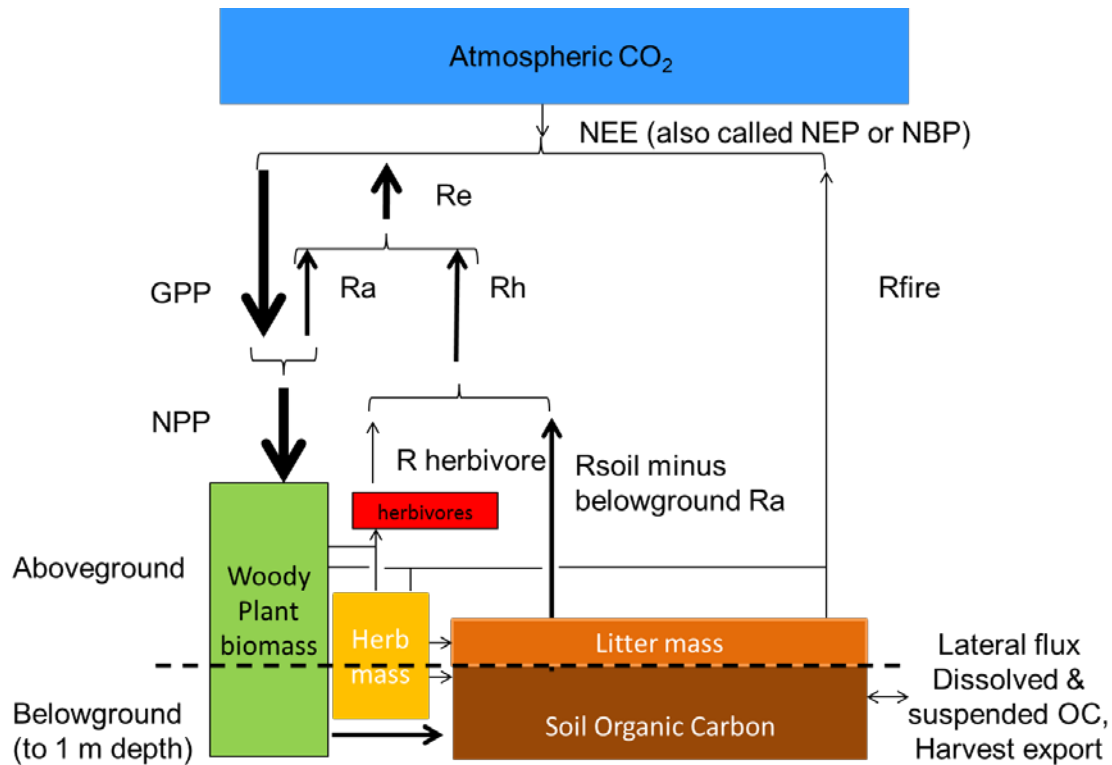 Atmospheric CO₂
NEE (also called NEP or NBP)
Re
GPP
Ra
Rh
Rfire
NPP
R herbivore
Rsoil minus
belowground Ra
herbivores
Aboveground
Woody
Plant
biomass
Herb
mass
Litter mass
Lateral flux
Dissolved &
suspended OC,
Harvest export
Belowground
(to 1 m depth)
Soil Organic Carbon